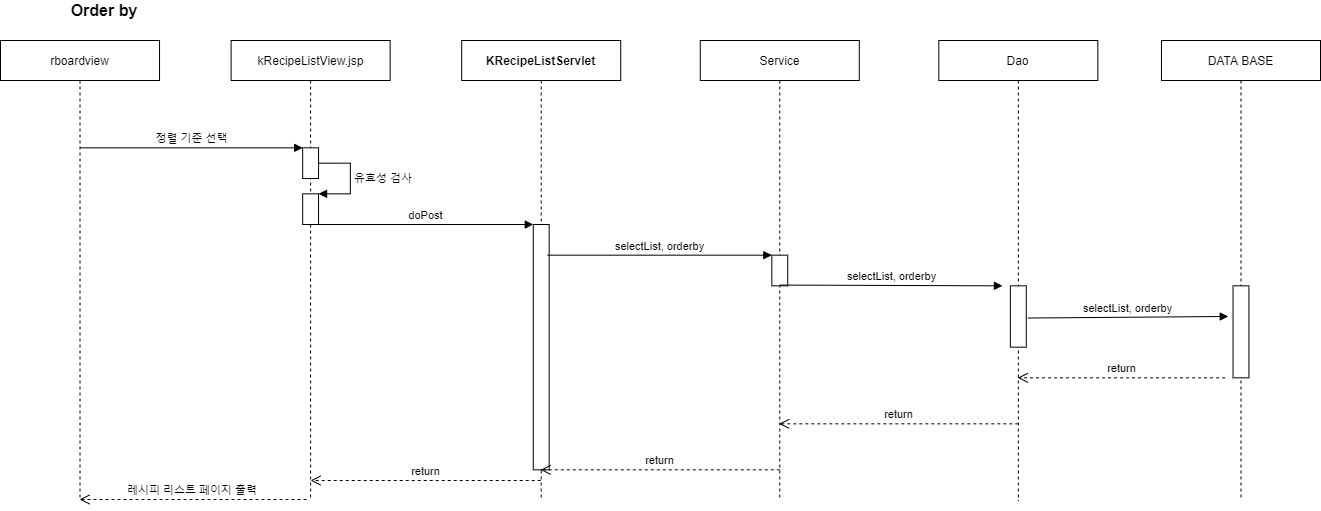 Order by
rboardview
kRecipeListView.jsp
KRecipeListServlet
Service
Dao
DATA BASE
정렬 기준 선택
유효성 검사
doPost
selectList, orderby
selectList, orderby
selectList, orderby
return
return
return
return
레시피 리스트 페이지 출력